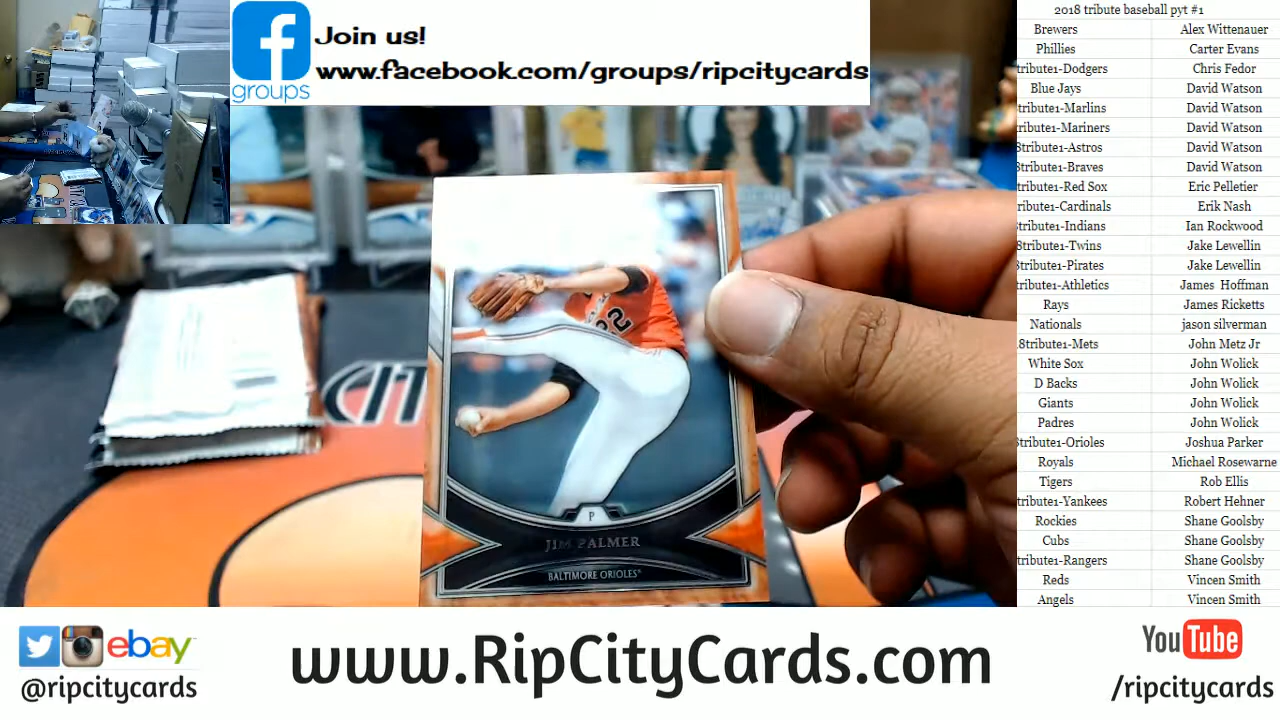 Join us!
www.facebook.com/groups/ripcitycards
groups
2018 tribute baseball pyt #1
Brewers Alex Wittenauer
Phillies Carter Evans
tribute1-Dodgers Chris Fedor
Blue Jays David Watson
tribute1-Marlins David Watson
tribute1-Mariners David Watson
tribute1-Astros David Watson
tribute1-Braves David Watson
tribute1-Red Sox Eric Pelletier
tribute1-Cardinals Erik Nash
tribute1-Indians Ian Rockwood
8tribute1-Twins Jake Lewellin
tribute1-Pirates Jake Lewellin
tribute1-Athletics James Hoffman
Rays James Ricketts
Nationals jason silverman
8tribute1-Mets John Metz Jr
White Sox John Wolick
D Backs John Wolick
Giants John Wolick
Padres John Wolick
8tribute1-Orioles Joshua Parker
Royals Michael Rosewarne
Tigers Rob Ellis
tribute1-Yankees Robert Hehner
Rockies Shane Goolsby
Cubs Shane Goolsby
tribute1-Rangers Shane Goolsby
Reds Vincen Smith
Angels Vincen Smith
CIT
22
P
JIM PALMER
BALTIMORE ORIOLES
ebay
@ripcitycards
www.RipCityCards.com
YouTube
/ripcitycards